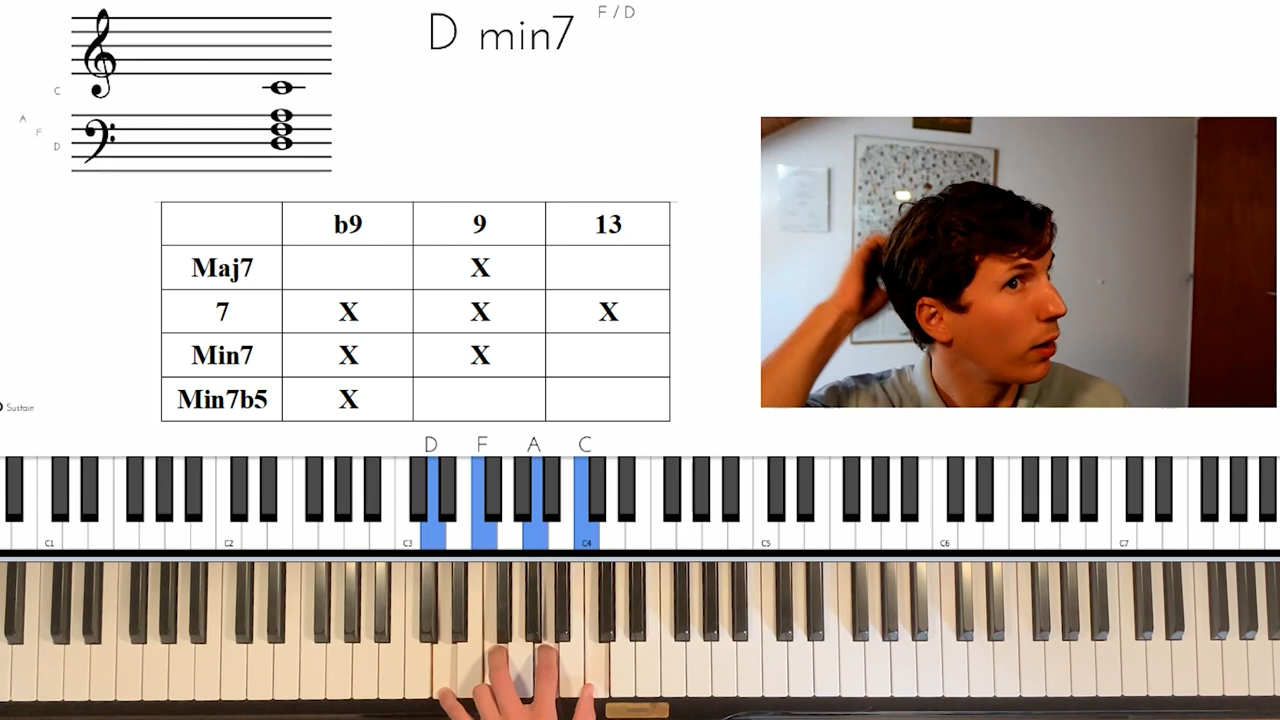 D min7
F / D
C
A
F
D
b9 9 13
Maj7 X
7 X X X
Min7 X X
Min7b5 X
Sustain
D F A C
C1 C2 C3 C4 C5 C6 C7